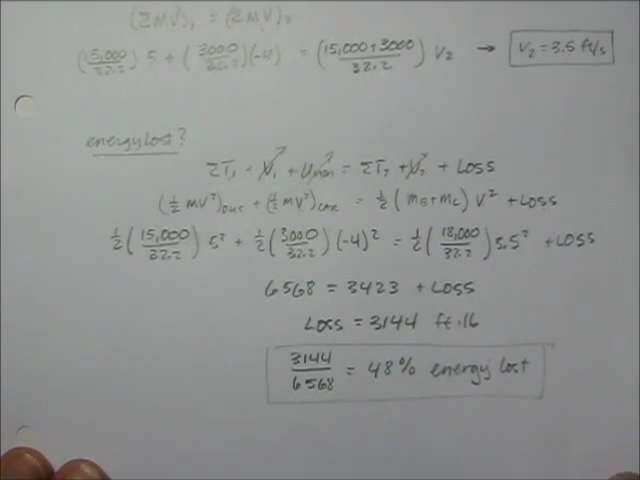 (ΣMV)₁ = (ΣMV)₂
(15,000/32.2) 5 + (3000/32.2)(-4) = (15,000+3000/32.2) V₂ → V₂ = 3.5 ft/s
energy lost?
ΣT₁ + V₁ + U = ΣT₂ + V₂ + LOSS
(½ MV²) + (½ MV²)CAR = ½ (MB+MC) V² + LOSS
½ (15,000/32.2) 5² + ½ (3000/32.2) (-4)² = ½ (18,000/32.2) 3.5² + LOSS
6568 = 3423 + LOSS
LOSS = 3144 ft·lb
3144/6568 = 48% energy lost